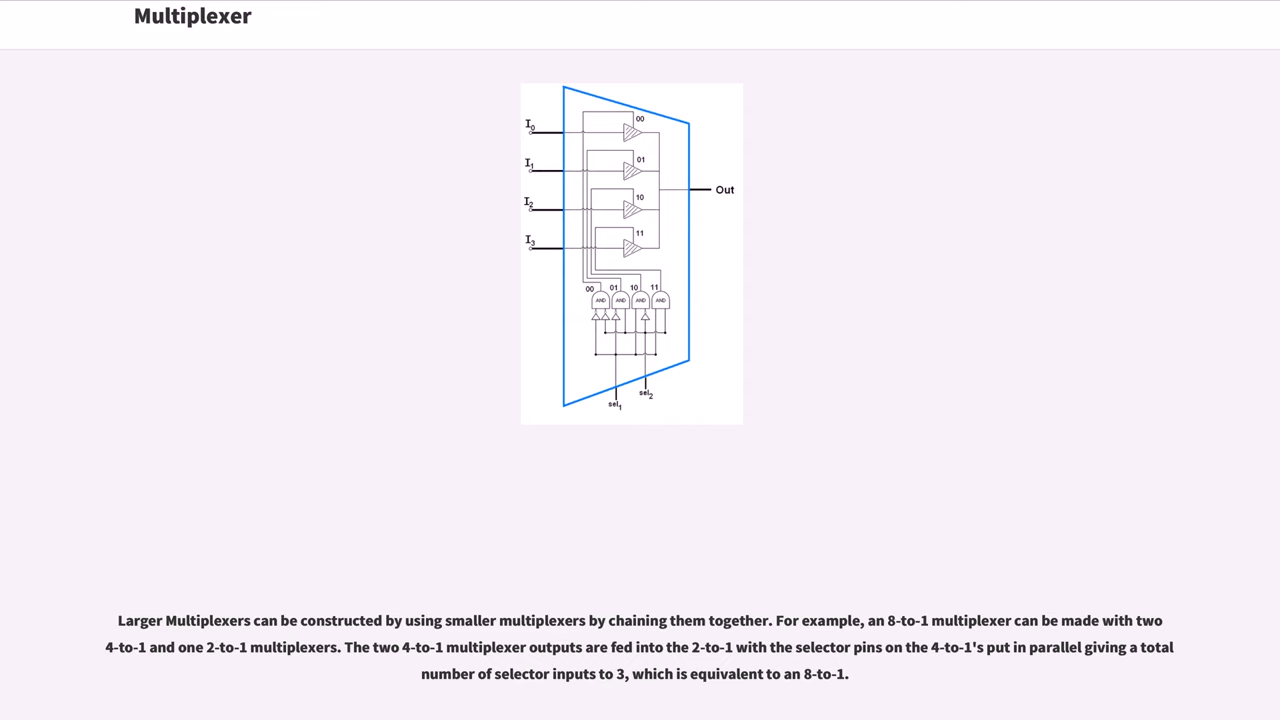 Multiplexer
I0
00
I1
01
Out
I2
10
I3
11
00 01 10 11
AND AND AND AND
sel1 sel2
Larger Multiplexers can be constructed by using smaller multiplexers by chaining them together. For example, an 8-to-1 multiplexer can be made with two
4-to-1 and one 2-to-1 multiplexers. The two 4-to-1 multiplexer outputs are fed into the 2-to-1 with the selector pins on the 4-to-1's put in parallel giving a total
number of selector inputs to 3, which is equivalent to an 8-to-1.